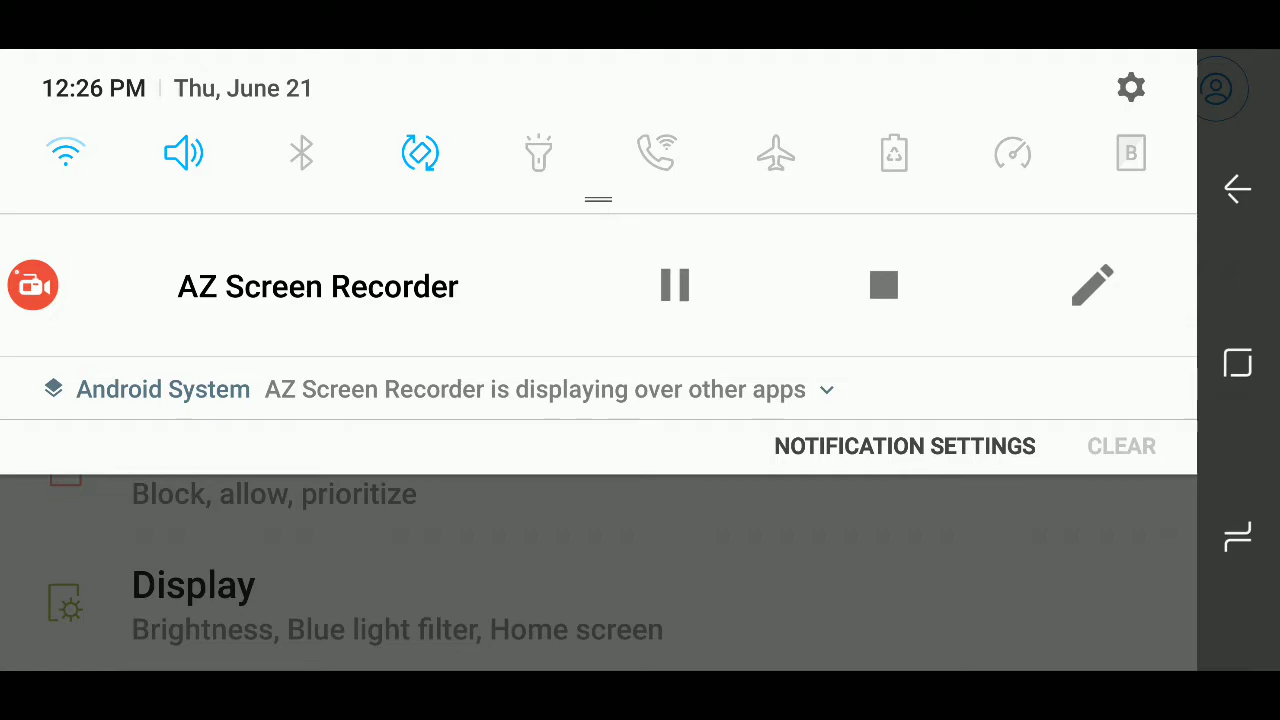 12:26 PM | Thu, June 21
B
AZ Screen Recorder
Android System AZ Screen Recorder is displaying over other apps
NOTIFICATION SETTINGS CLEAR
Block, allow, prioritize
Display
Brightness, Blue light filter, Home screen